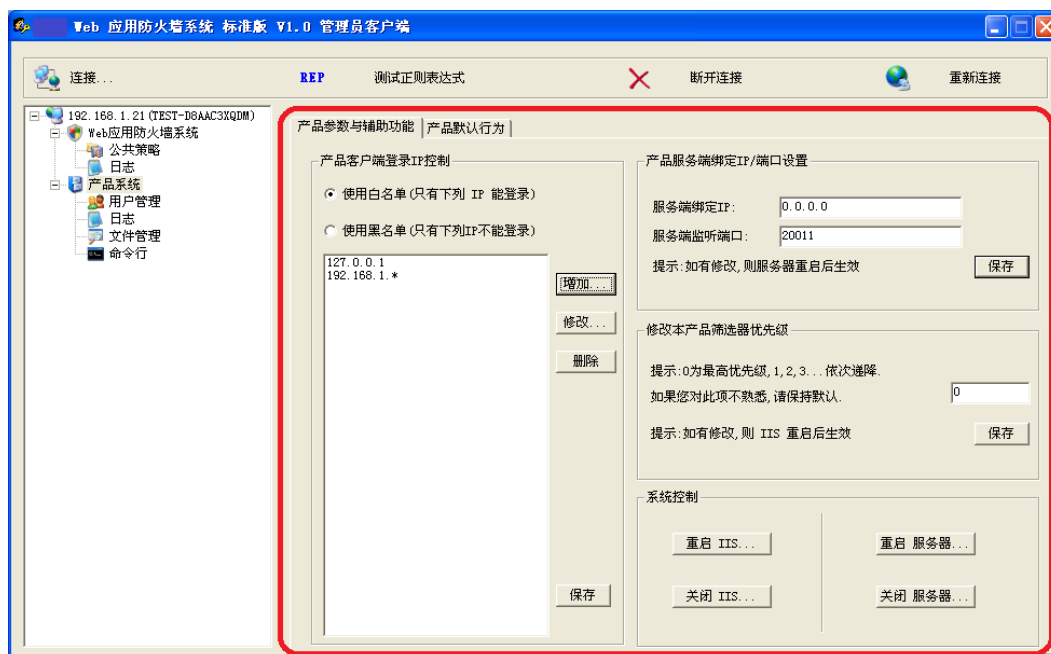 Web 应用防火墙系统 标准版 V1.0 管理员客户端
连接... REP 测试正则表达式 断开连接 重新连接
192.168.1.21(TEST-D8AAC3XQDM)
Web应用防火墙系统
公共策略
日志
产品系统
用户管理
日志
文件管理
命令行
产品参数与辅助功能 产品默认行为
产品客户端登录IP控制
使用白名单(只有下列 IP 能登录)
使用黑名单(只有下列IP不能登录)
127.0.0.1
192.168.1.*
增加...
修改...
删除
保存
产品服务端绑定IP/端口设置
服务端绑定IP: 0.0.0.0
服务端监听端口: 20011
提示:如有修改,则服务器重启后生效 保存
修改本产品筛选器优先级
提示:0为最高优先级,1,2,3...依次递降.
如果您对此项不熟悉,请保持默认. 0
提示:如有修改,则 IIS 重启后生效 保存
系统控制
重启 IIS... 重启 服务器...
关闭 IIS... 关闭 服务器...